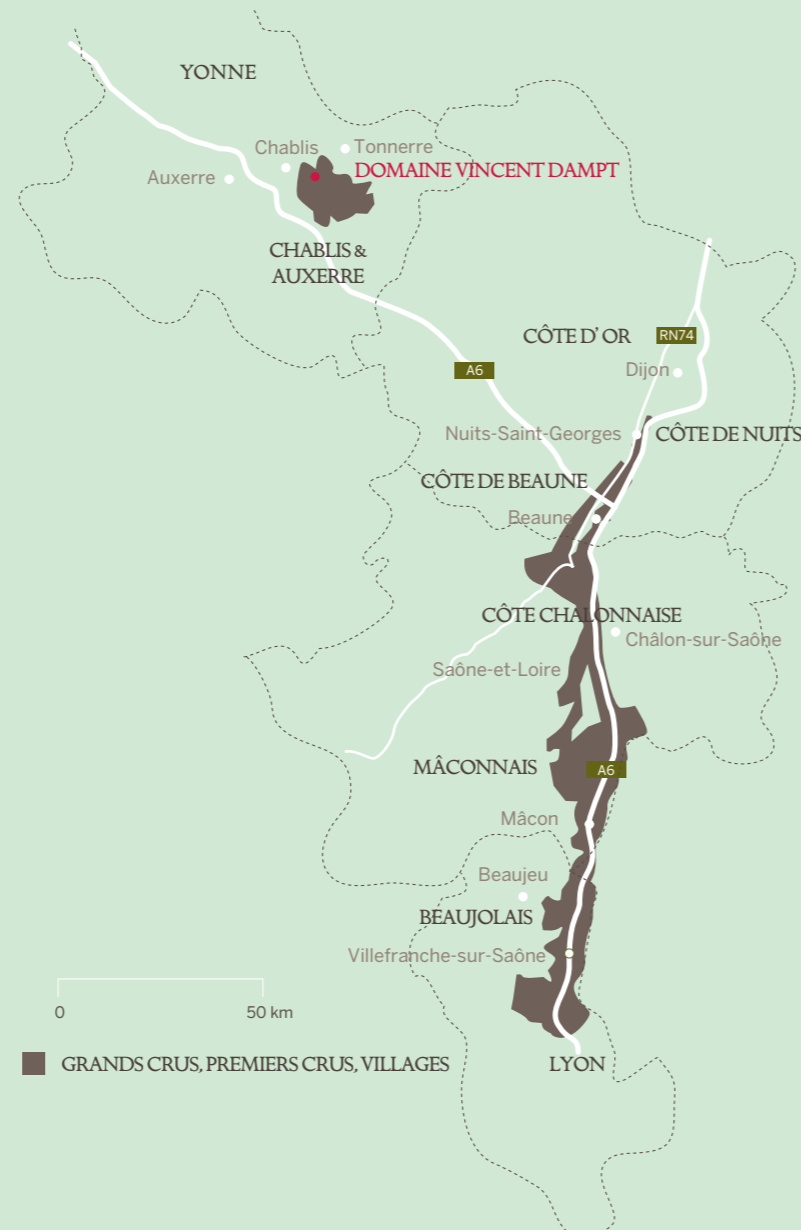 YONNE
Chablis
Tonnerre
DOMAINE VINCENT DAMPT
Auxerre
CHABLIS &
AUXERRE
CÔTE D' OR
RN74
A6
Dijon
Nuits-Saint-Georges
CÔTE DE NUITS
CÔTE DE BEAUNE
Beaune
CÔTE CHALONNAISE
Châlon-sur-Saône
Saône-et-Loire
MÂCONNAIS
A6
Mâcon
Beaujeu
BEAUJOLAIS
Villefranche-sur-Saône
0
50 km
GRANDS CRUS, PREMIERS CRUS, VILLAGES
LYON